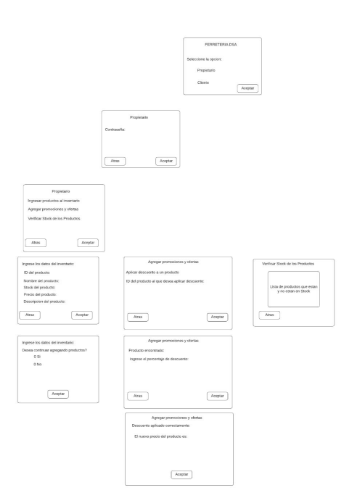 FERRETERIA EXA
Seleccione tu opcion:
Propietario
Cliente
Aceptar
Propietario
Contraseña:
Atras
Aceptar
Propietario
Ingresar productos al inventario
Agregar promociones y ofertas
Verificar Stock de los Productos
Atras
Aceptar
Ingrese los datos del inventario:
ID del producto:
Nombre del producto:
Stock del producto:
Precio del producto:
Descripcion del producto:
Atras
Aceptar
Agregar promociones y ofertas
Aplicar descuento a un producto
ID del producto al que desea aplicar descuento:
Atras
Aceptar
Verificar Stock de los Productos
Lista de productos que estan
y no estan en Stock
Atras
Ingrese los datos del inventario:
Desea continuar agregando productos?
Si
No
Aceptar
Agregar promociones y ofertas
Producto encontrado:
Ingrese el porcentaje de descuento:
Atras
Aceptar
Agregar promociones y ofertas
Descuento aplicado correctamente
El nuevo precio del producto es:
Aceptar